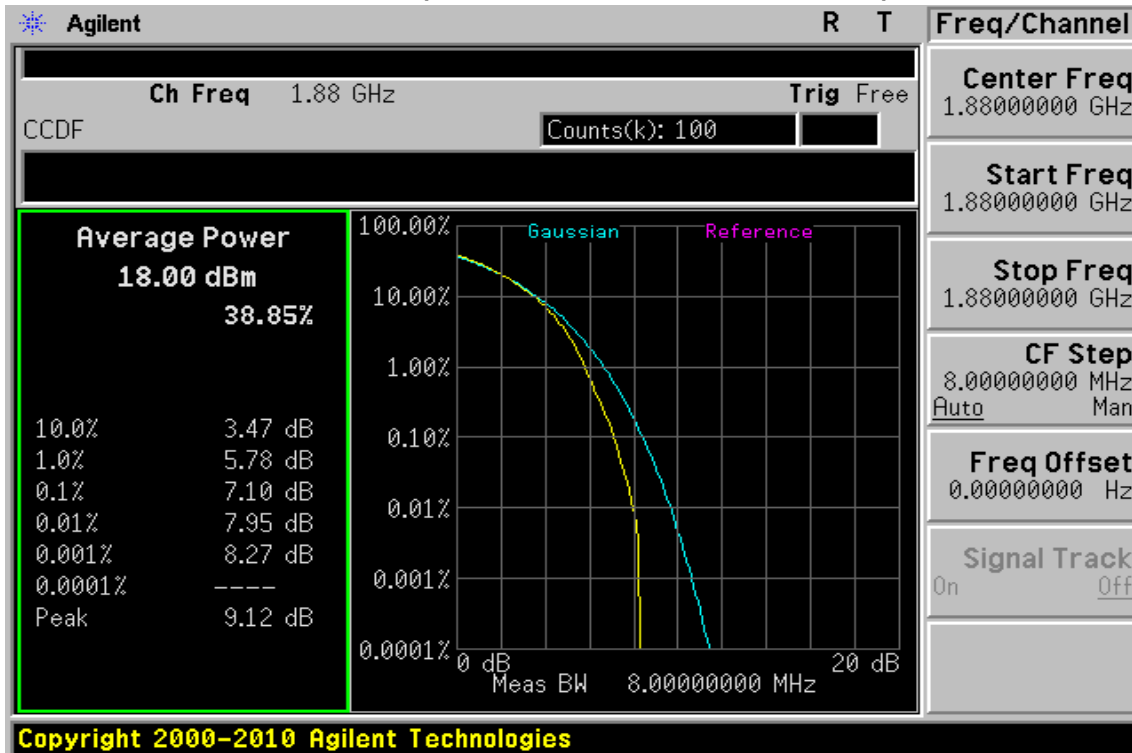 Agilent R T
Ch Freq 1.88 GHz Trig Free
CCDF Counts(k): 100
Average Power
18.00 dBm
38.85%
10.0% 3.47 dB
1.0% 5.78 dB
0.1% 7.10 dB
0.01% 7.95 dB
0.001% 8.27 dB
0.0001% ----
Peak 9.12 dB
100.00% Gaussian Reference
10.00%
1.00%
0.10%
0.01%
0.001%
0.0001%
0 dB 20 dB
Meas BW 8.00000000 MHz
Freq/Channel
Center Freq
1.88000000 GHz
Start Freq
1.88000000 GHz
Stop Freq
1.88000000 GHz
CF Step
8.00000000 MHz
Auto Man
Freq Offset
0.00000000 Hz
Signal Track
On Off
Copyright 2000-2010 Agilent Technologies